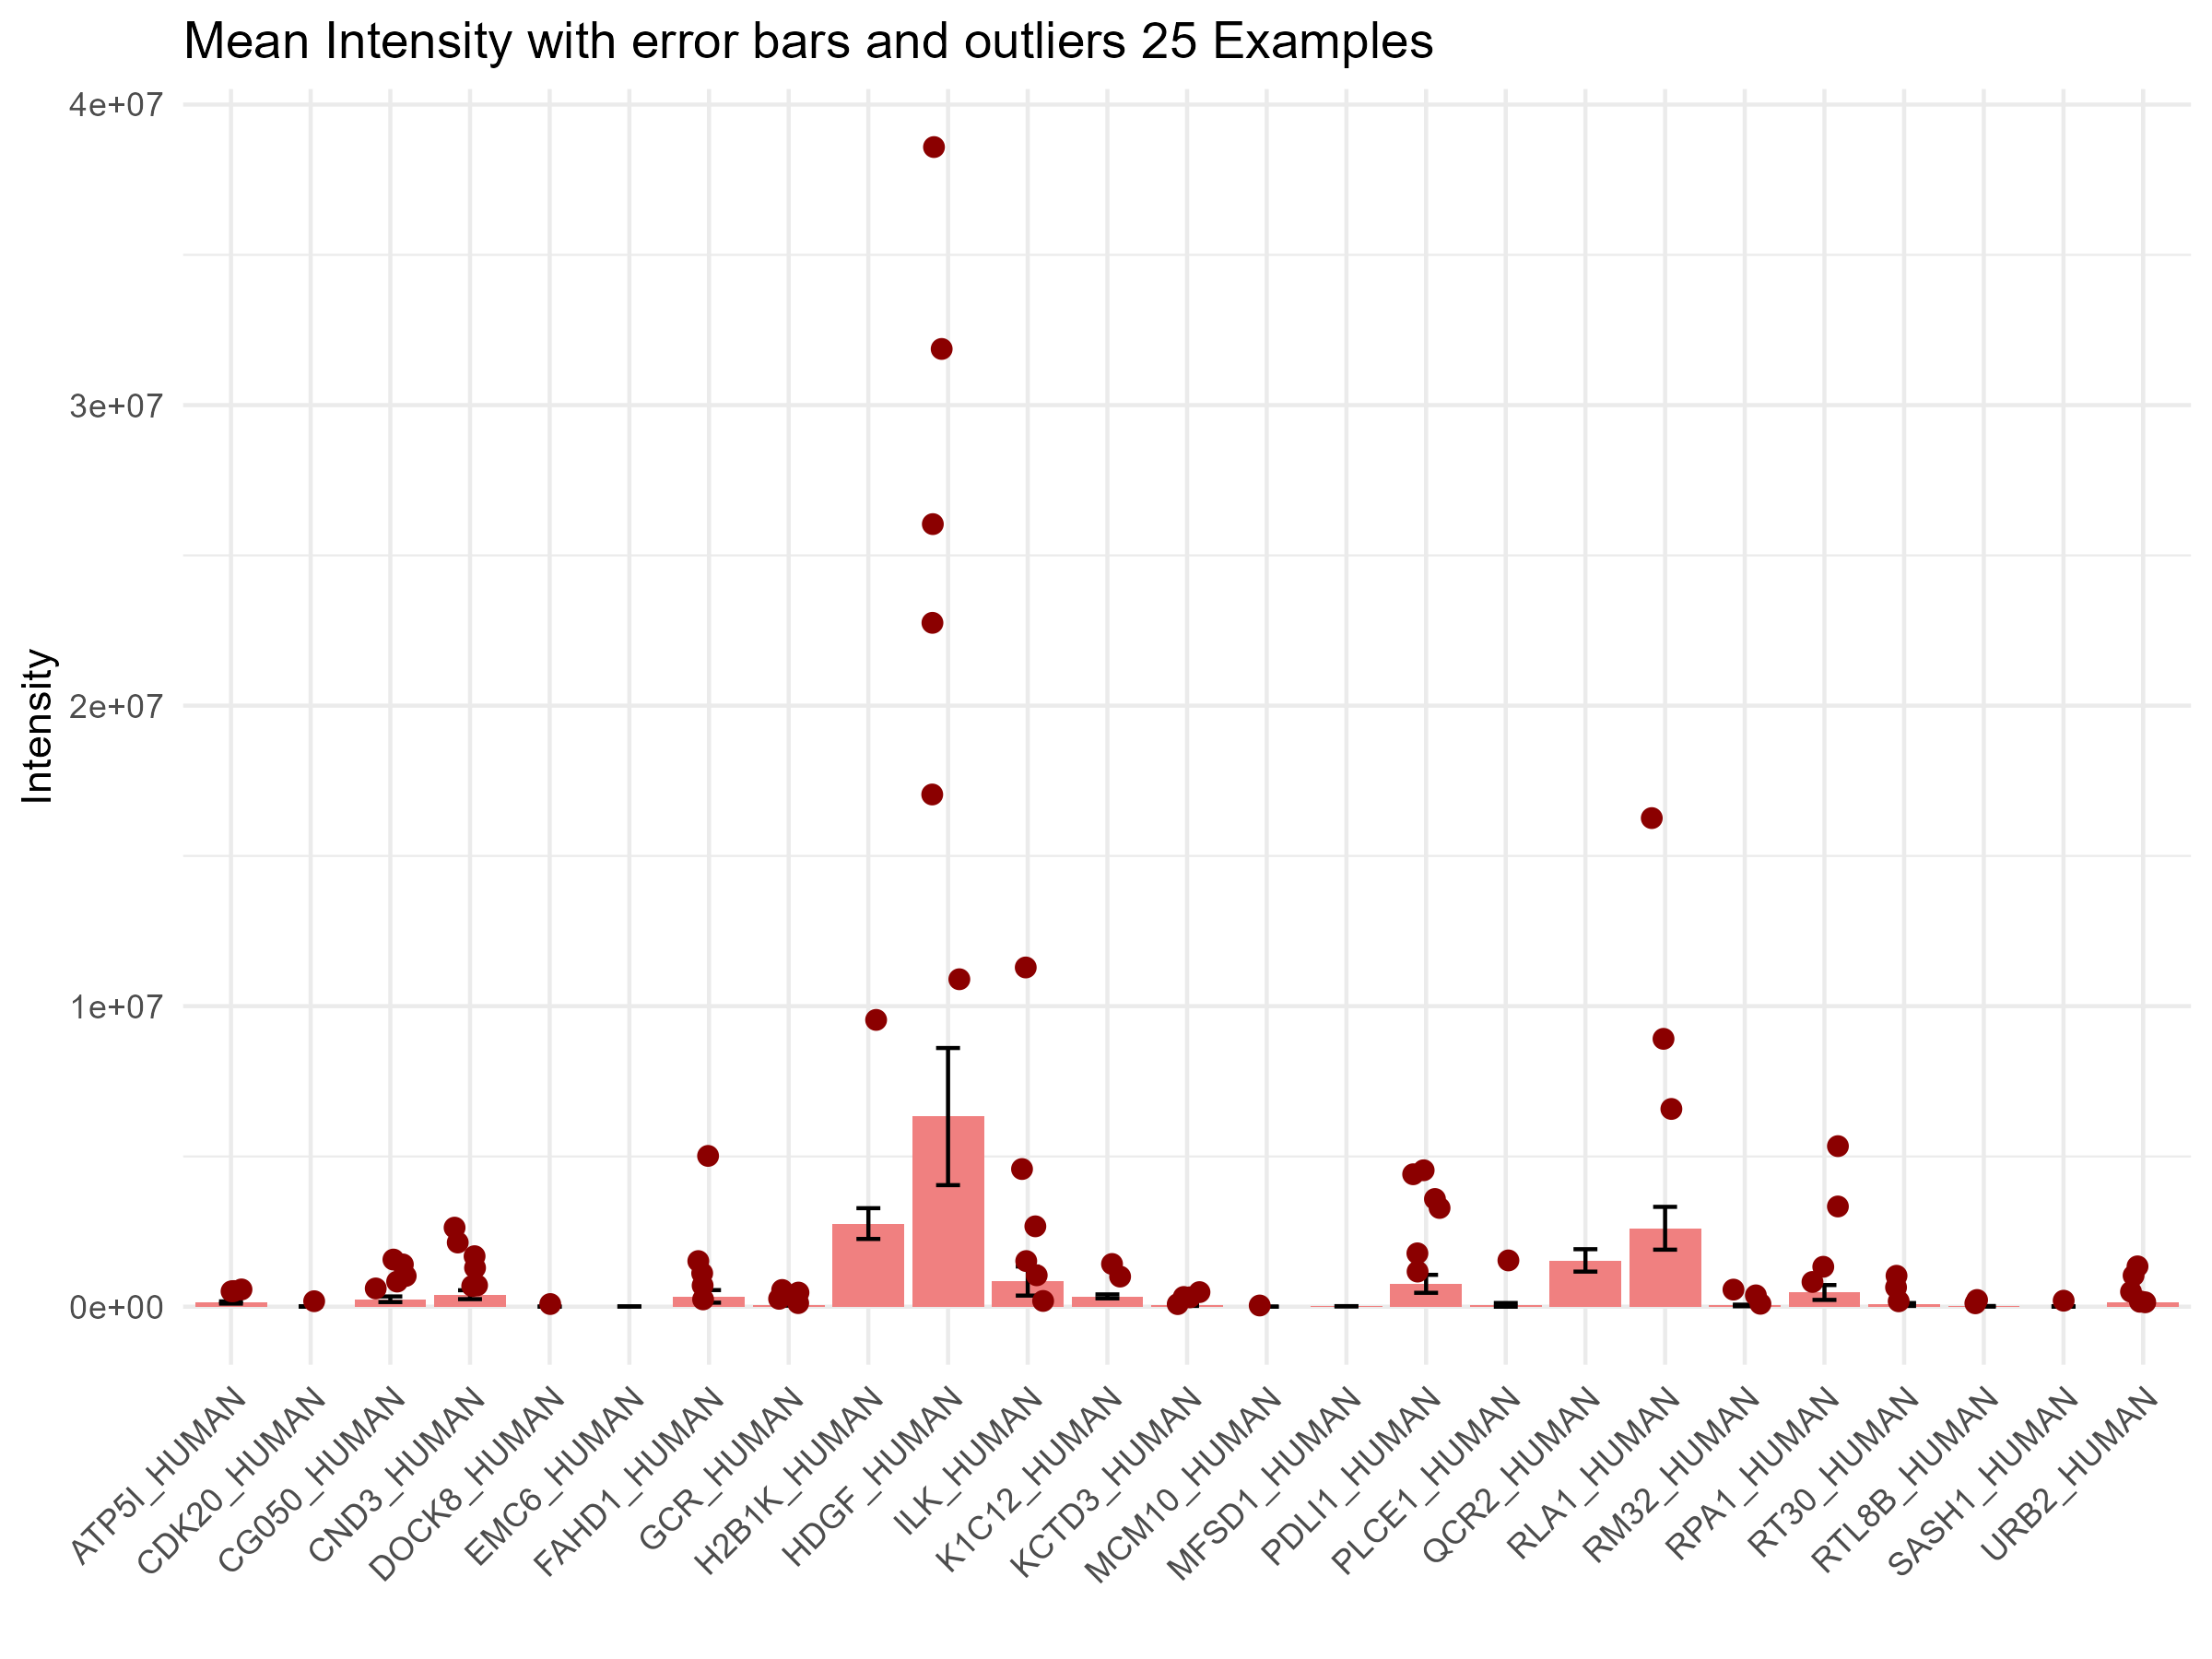 Mean Intensity with error bars and outliers 25 Examples
4e+07
3e+07
2e+07
1e+07
0e+00
Intensity
ATP5I_HUMAN
CDK20_HUMAN
CG050_HUMAN
CND3_HUMAN
DOCK8_HUMAN
EMC6_HUMAN
FAHD1_HUMAN
GCR_HUMAN
H2B1K_HUMAN
HDGF_HUMAN
ILK_HUMAN
K1C12_HUMAN
KCTD3_HUMAN
MCM10_HUMAN
MFSD1_HUMAN
PDLI1_HUMAN
PLCE1_HUMAN
QCR2_HUMAN
RLA1_HUMAN
RM32_HUMAN
RPA1_HUMAN
RT30_HUMAN
RTL8B_HUMAN
SASH1_HUMAN
URB2_HUMAN